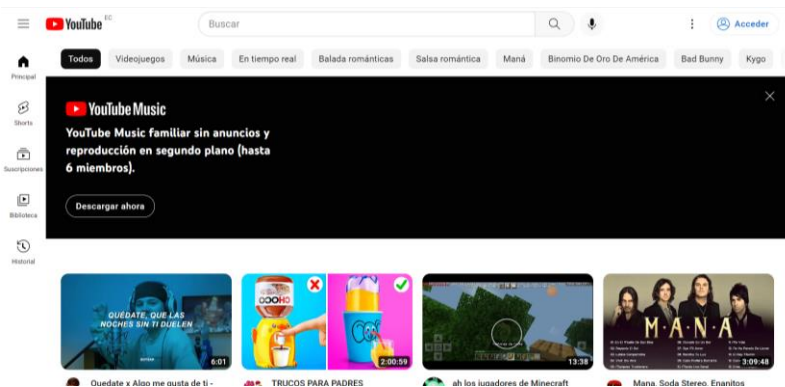 YouTube EC
Buscar
Acceder
Todos
Videojuegos
Música
En tiempo real
Balada románticas
Salsa romántica
Maná
Binomio De Oro De América
Bad Bunny
Kygo
Principal
Shorts
Suscripciones
Biblioteca
Historial
YouTube Music
YouTube Music familiar sin anuncios y
reproducción en segundo plano (hasta
6 miembros).
Descargar ahora
QUÉDATE, QUE LAS
NOCHES SIN TI DUELEN
6:01
2:00:59
13:38
MANA
3:09:48
Quedate x Algo me gusta de ti -
TRUCOS PARA PADRES
ah los jugadores de Minecraft
Mana, Soda Stereo, Enanitos